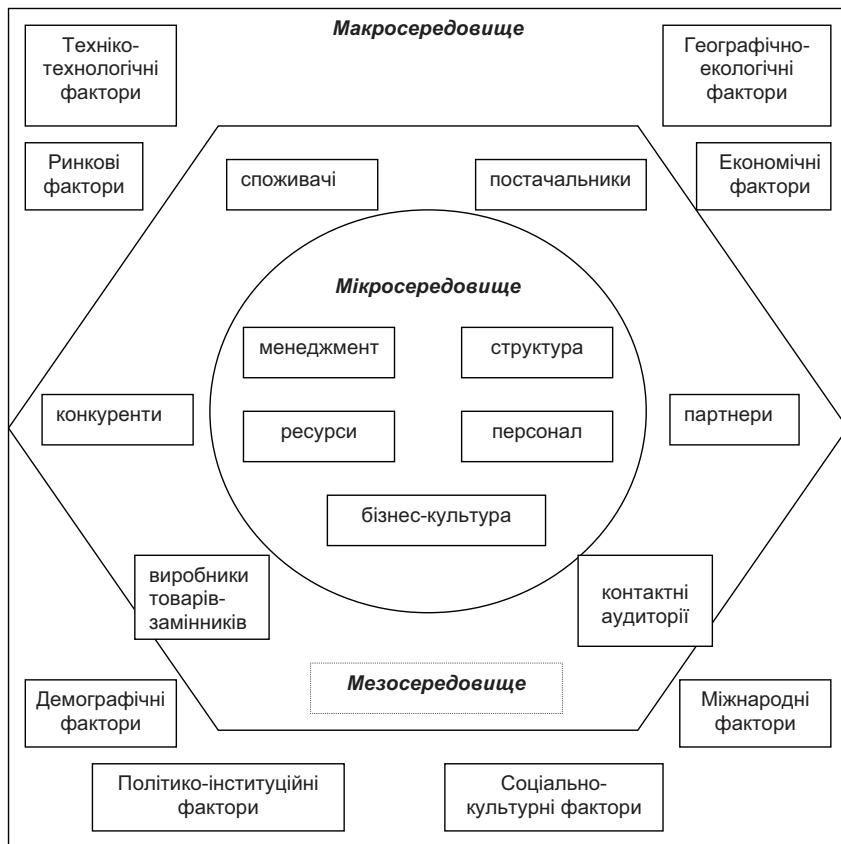 Макросередовище
Техніко-
технологічні
фактори
Географічно-
екологічні
фактори
Ринкові
фактори
Економічні
фактори
споживачі
постачальники
Мікросередовище
менеджмент
структура
конкуренти
ресурси
персонал
партнери
бізнес-культура
виробники
товарів-
замінників
контактні
аудиторії
Мезосередовище
Демографічні
фактори
Міжнародні
фактори
Політико-інституційні
фактори
Соціально-
культурні фактори